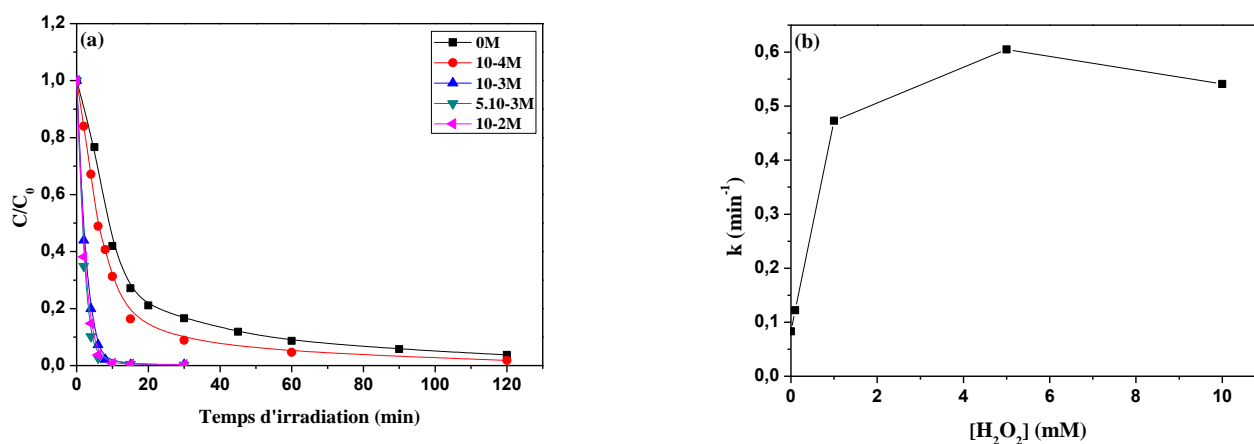 (a)
1,2
1,0
0,8
0,6
0,4
0,2
0,0
C/C₀
0M
10-4M
10-3M
5.10-3M
10-2M
0 20 40 60 80 100 120
Temps d'irradiation (min)
(b)
0,6
0,5
0,4
0,3
0,2
0,1
0,0
k (min⁻¹)
0 2 4 6 8 10
[H₂O₂] (mM)